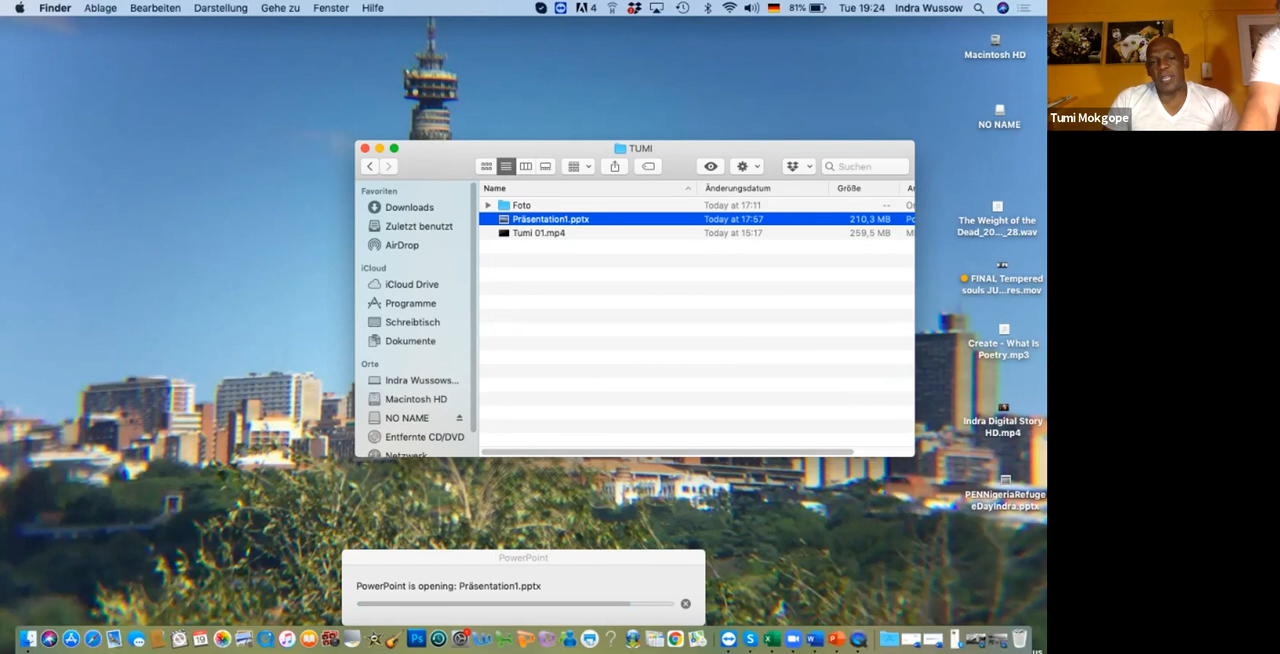 Finder Ablage Bearbeiten Darstellung Gehe zu Fenster Hilfe
4
81%
Tue 19:24 Indra Wussow
TUMI
Suchen
Favoriten
Downloads
Zuletzt benutzt
AirDrop
iCloud
iCloud Drive
Programme
Schreibtisch
Dokumente
Orte
Indra Wussows...
Macintosh HD
NO NAME
Entfernte CD/DVD
Netzwerk
Name Änderungsdatum Größe Ar
Foto Today at 17:11 -- Or
Präsentation1.pptx Today at 17:57 210,3 MB Po
Tumi 01.mp4 Today at 15:17 259,5 MB M
Macintosh HD
NO NAME
The Weight of the
Dead_20..._28.wav
FINAL Tempered
souls JU...res.mov
Create - What Is
Poetry.mp3
Indra Digital Story
HD.mp4
PENNigeriaRefuge
eDayIndra.pptx
PowerPoint
PowerPoint is opening: Präsentation1.pptx
Tumi Mokgope